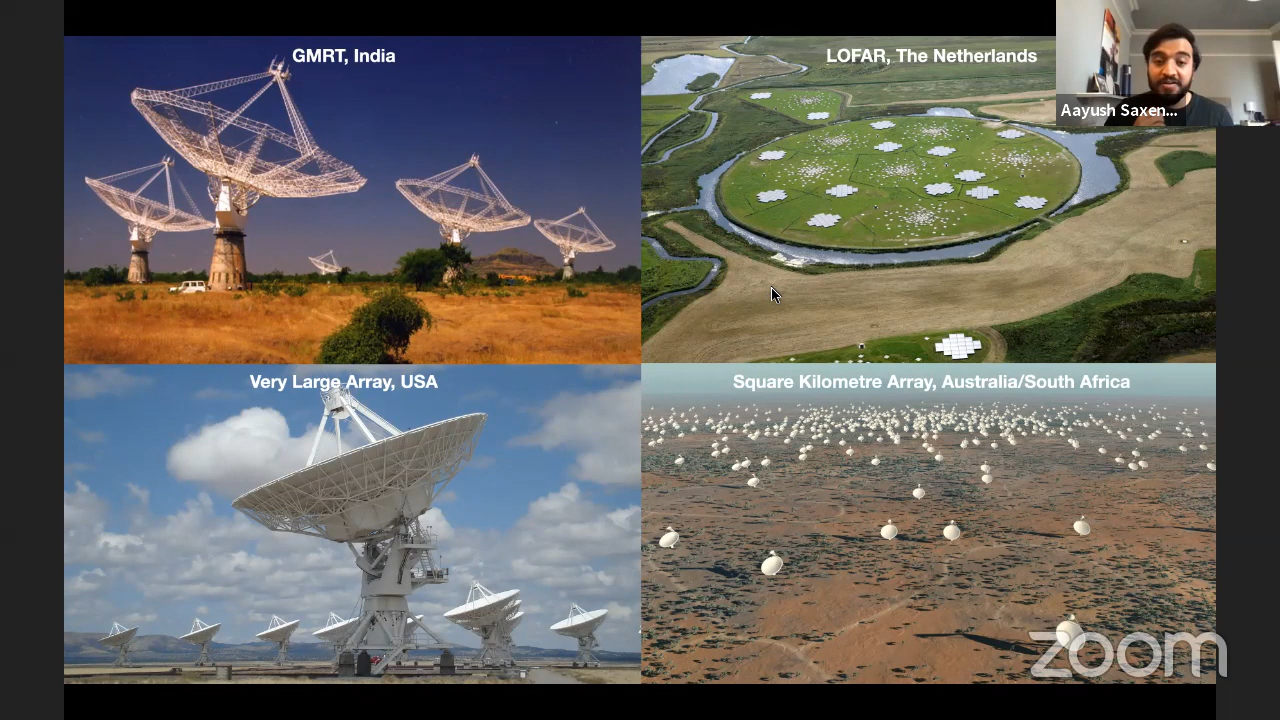 GMRT, India
LOFAR, The Netherlands
Aayush Saxen...
Very Large Array, USA
Square Kilometre Array, Australia/South Africa
zoom